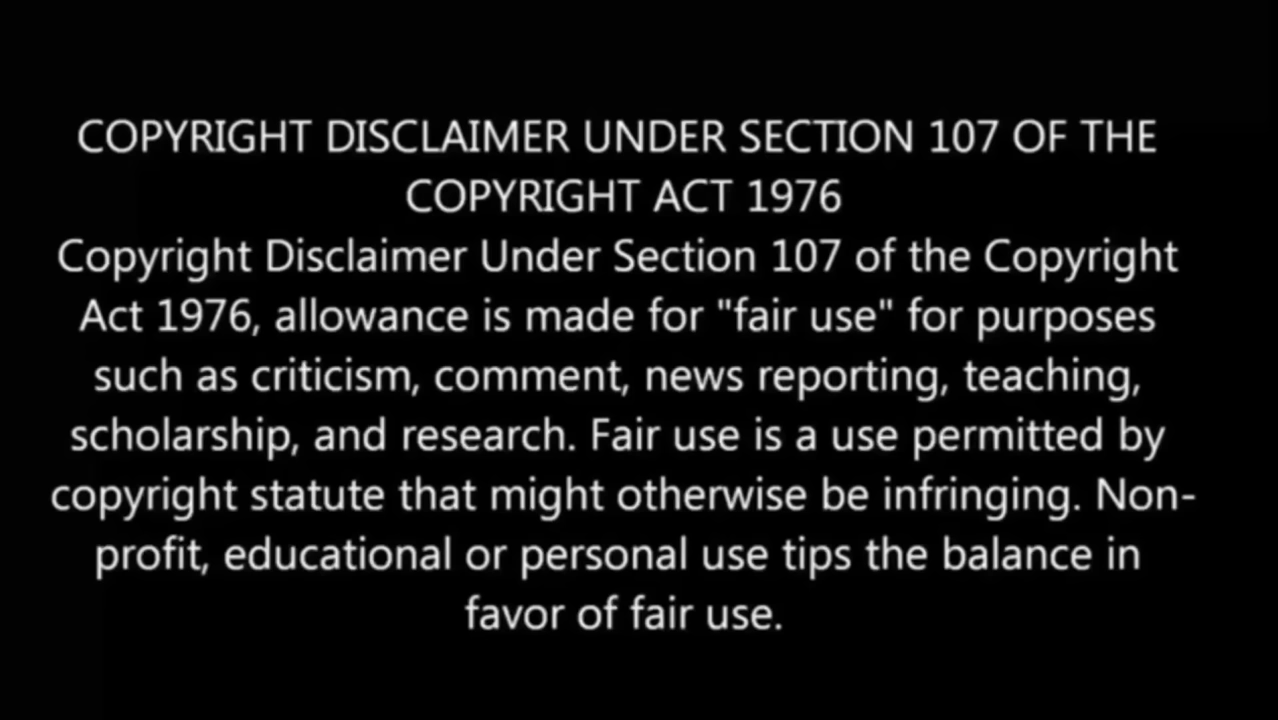 COPYRIGHT DISCLAIMER UNDER SECTION 107 OF THE
COPYRIGHT ACT 1976
Copyright Disclaimer Under Section 107 of the Copyright
Act 1976, allowance is made for "fair use" for purposes
such as criticism, comment, news reporting, teaching,
scholarship, and research. Fair use is a use permitted by
copyright statute that might otherwise be infringing. Non-
profit, educational or personal use tips the balance in
favor of fair use.